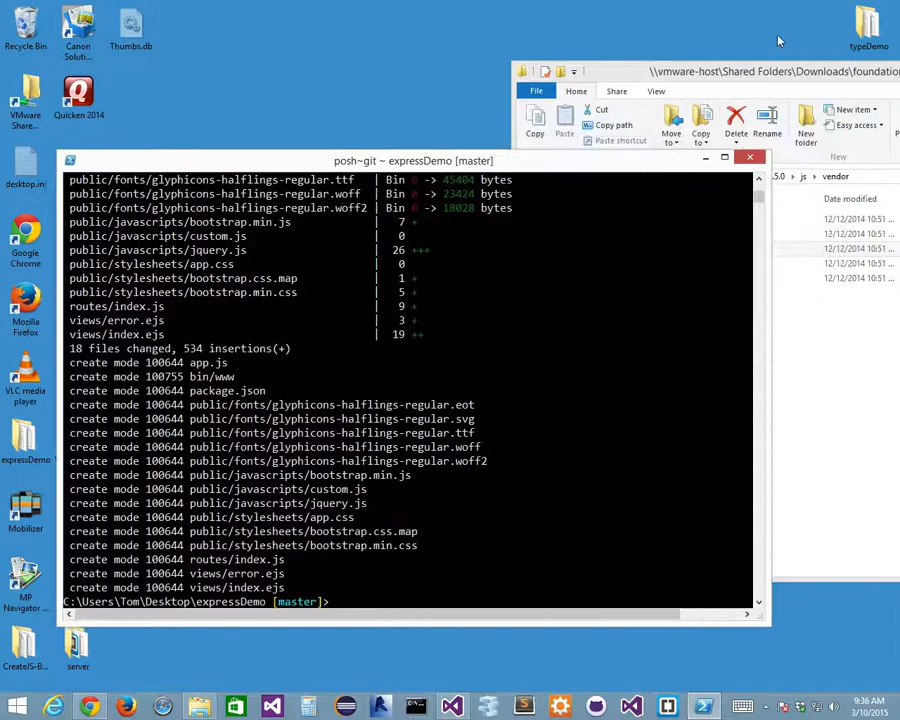 Recycle Bin
Canon
Soluti...
Thumbs.db
typeDemo
VMware
Share...
Quicken 2014
desktop.ini
Google
Chrome
Mozilla
Firefox
VLC media
player
expressDemo
Mobilizer
MP
Navigator ...
CreateJS-B...
server
\\vmware-host\Shared Folders\Downloads\foundation
File
Home
Share
View
Copy
Paste
Cut
Copy path
Paste shortcut
Move
to
Copy
to
Delete
Rename
New
folder
New item
Easy access
New
5.0
js
vendor
Date modified
12/12/2014 10:51 ...
12/12/2014 10:51 ...
12/12/2014 10:51 ...
12/12/2014 10:51 ...
12/12/2014 10:51 ...
posh~git ~ expressDemo [master]
public/fonts/glyphicons-halflings-regular.ttf | Bin 0 -> 45404 bytes
public/fonts/glyphicons-halflings-regular.woff | Bin 0 -> 23424 bytes
public/fonts/glyphicons-halflings-regular.woff2 | Bin 0 -> 18028 bytes
public/javascripts/bootstrap.min.js | 7 +
public/javascripts/custom.js | 0
public/javascripts/jquery.js | 26 +++
public/stylesheets/app.css | 0
public/stylesheets/bootstrap.css.map | 1 +
public/stylesheets/bootstrap.min.css | 5 +
routes/index.js | 9 +
views/error.ejs | 3 +
views/index.ejs | 19 ++
18 files changed, 534 insertions(+)
create mode 100644 app.js
create mode 100755 bin/www
create mode 100644 package.json
create mode 100644 public/fonts/glyphicons-halflings-regular.eot
create mode 100644 public/fonts/glyphicons-halflings-regular.svg
create mode 100644 public/fonts/glyphicons-halflings-regular.ttf
create mode 100644 public/fonts/glyphicons-halflings-regular.woff
create mode 100644 public/fonts/glyphicons-halflings-regular.woff2
create mode 100644 public/javascripts/bootstrap.min.js
create mode 100644 public/javascripts/custom.js
create mode 100644 public/javascripts/jquery.js
create mode 100644 public/stylesheets/app.css
create mode 100644 public/stylesheets/bootstrap.css.map
create mode 100644 public/stylesheets/bootstrap.min.css
create mode 100644 routes/index.js
create mode 100644 views/error.ejs
create mode 100644 views/index.ejs
C:\Users\Tom\Desktop\expressDemo [master]>
9:36 AM
3/10/2015